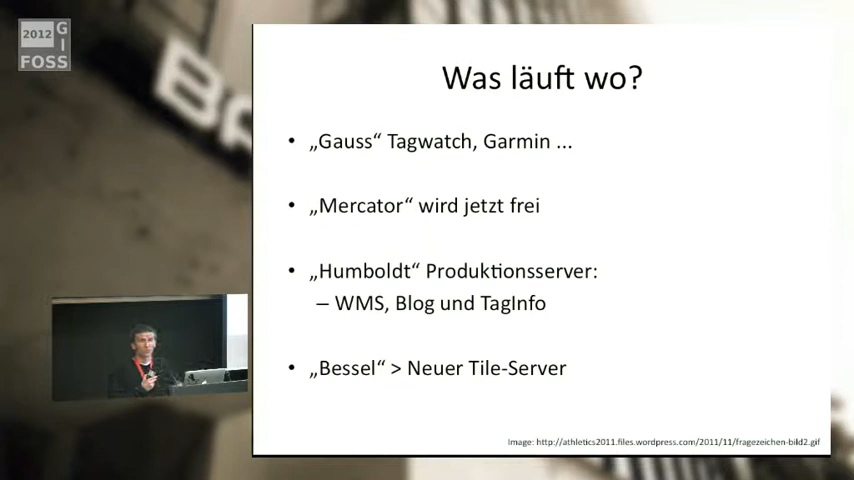 2012
G
I
FOSS
BA
Was läuft wo?
• „Gauss“ Tagwatch, Garmin ...
• „Mercator“ wird jetzt frei
• „Humboldt“ Produktionsserver:
– WMS, Blog und TagInfo
• „Bessel“ > Neuer Tile-Server
Image: http://athletics2011.files.wordpress.com/2011/11/fragezeichen-bild2.gif